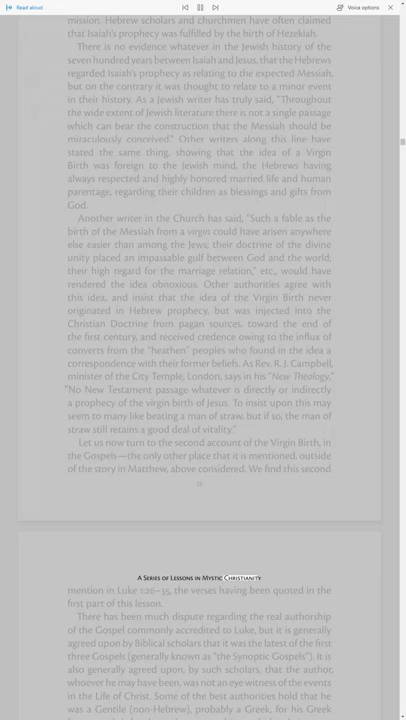 Read aloud
Voice options
mission. Hebrew scholars and churchmen have often claimed
that Isaiah's prophecy was fulfilled by the birth of Hezekiah.
There is no evidence whatever in the Jewish history of the
seven hundred years between Isaiah and Jesus, that the Hebrews
regarded Isaiah's prophecy as relating to the expected Messiah,
but on the contrary it was thought to relate to a minor event
in their history. As a Jewish writer has truly said, "Throughout
the wide extent of Jewish literature there is not a single passage
which can bear the construction that the Messiah should be
miraculously conceived." Other writers along this line have
stated the same thing, showing that the idea of a Virgin
Birth was foreign to the Jewish mind, the Hebrews having
always respected and highly honored married life and human
parentage, regarding their children as blessings and gifts from
God.
Another writer in the Church has said, "Such a fable as the
birth of the Messiah from a virgin could have arisen anywhere
else easier than among the Jews; their doctrine of the divine
unity placed an impassable gulf between God and the world;
their high regard for the marriage relation," etc., would have
rendered the idea obnoxious. Other authorities agree with
this idea, and insist that the idea of the Virgin Birth never
originated in Hebrew prophecy, but was injected into the
Christian Doctrine from pagan sources, toward the end of
the first century, and received credence owing to the influx of
converts from the "heathen" peoples who found in the idea a
correspondence with their former beliefs. As Rev. R. J. Campbell,
minister of the City Temple, London, says in his "New Theology,"
"No New Testament passage whatever is directly or indirectly
a prophecy of the virgin birth of Jesus. To insist upon this may
seem to many like beating a man of straw, but if so, the man of
straw still retains a good deal of vitality."
Let us now turn to the second account of the Virgin Birth, in
the Gospels—the only other place that it is mentioned, outside
of the story in Matthew, above considered. We find this second
A Series of Lessons in Mystic Christianity
mention in Luke 1:26–35, the verses having been quoted in the
first part of this lesson.
There has been much dispute regarding the real authorship
of the Gospel commonly accredited to Luke, but it is generally
agreed upon by Biblical scholars that it was the latest of the first
three Gospels (generally known as "the Synoptic Gospels"). It is
also generally agreed upon, by such scholars, that the author,
whoever he may have been, was not an eye witness of the events
in the Life of Christ. Some of the best authorities hold that he
was a Gentile (non-Hebrew), probably a Greek, for his Greek